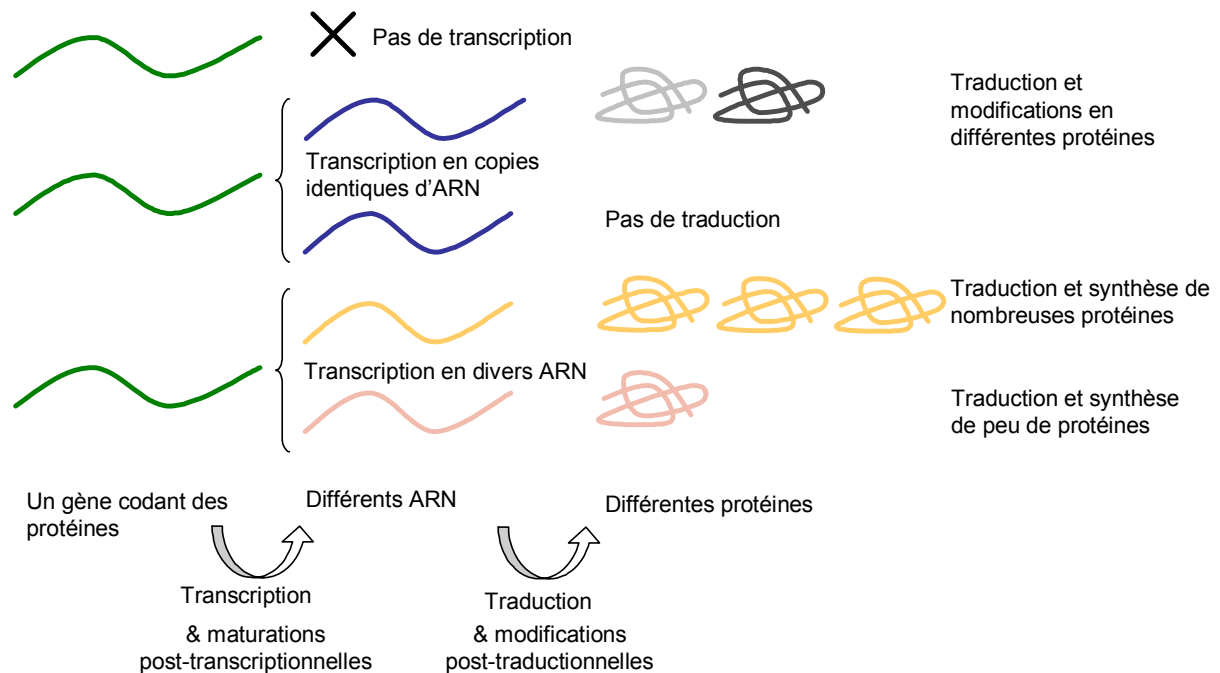 Pas de transcription
Traduction et
modifications en
différentes protéines
Transcription en copies
identiques d'ARN
Pas de traduction
Traduction et synthèse de
nombreuses protéines
Transcription en divers ARN
Traduction et synthèse
de peu de protéines
Un gène codant des
protéines
Différents ARN
Différentes protéines
Transcription
& maturations
post-transcriptionnelles
Traduction
& modifications
post-traductionnelles